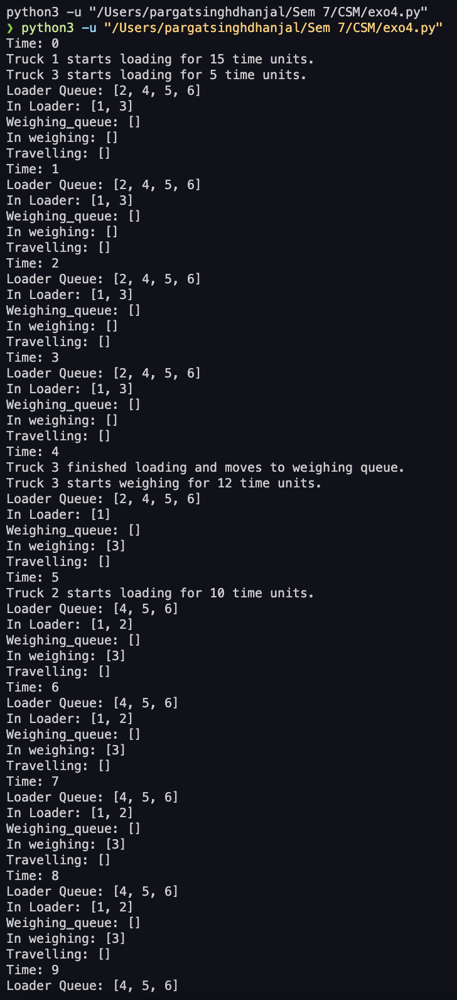 python3 -u "/Users/pargatsinghdhanjal/Sem 7/CSM/exo4.py"
❯ python3 -u "/Users/pargatsinghdhanjal/Sem 7/CSM/exo4.py"
Time: 0
Truck 1 starts loading for 15 time units.
Truck 3 starts loading for 5 time units.
Loader Queue: [2, 4, 5, 6]
In Loader: [1, 3]
Weighing_queue: []
In weighing: []
Travelling: []
Time: 1
Loader Queue: [2, 4, 5, 6]
In Loader: [1, 3]
Weighing_queue: []
In weighing: []
Travelling: []
Time: 2
Loader Queue: [2, 4, 5, 6]
In Loader: [1, 3]
Weighing_queue: []
In weighing: []
Travelling: []
Time: 3
Loader Queue: [2, 4, 5, 6]
In Loader: [1, 3]
Weighing_queue: []
In weighing: []
Travelling: []
Time: 4
Truck 3 finished loading and moves to weighing queue.
Truck 3 starts weighing for 12 time units.
Loader Queue: [2, 4, 5, 6]
In Loader: [1]
Weighing_queue: []
In weighing: [3]
Travelling: []
Time: 5
Truck 2 starts loading for 10 time units.
Loader Queue: [4, 5, 6]
In Loader: [1, 2]
Weighing_queue: []
In weighing: [3]
Travelling: []
Time: 6
Loader Queue: [4, 5, 6]
In Loader: [1, 2]
Weighing_queue: []
In weighing: [3]
Travelling: []
Time: 7
Loader Queue: [4, 5, 6]
In Loader: [1, 2]
Weighing_queue: []
In weighing: [3]
Travelling: []
Time: 8
Loader Queue: [4, 5, 6]
In Loader: [1, 2]
Weighing_queue: []
In weighing: [3]
Travelling: []
Time: 9
Loader Queue: [4, 5, 6]